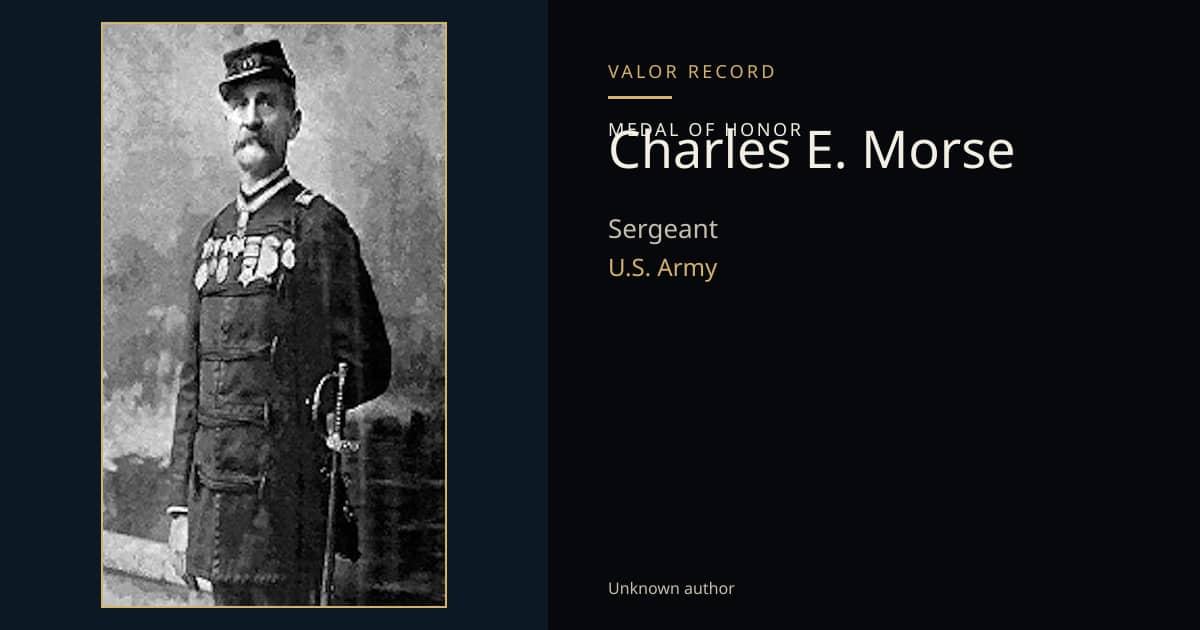 VALOR RECORD
MEDAL OF HONOR
Charles E. Morse
Sergeant
U.S. Army
Unknown author